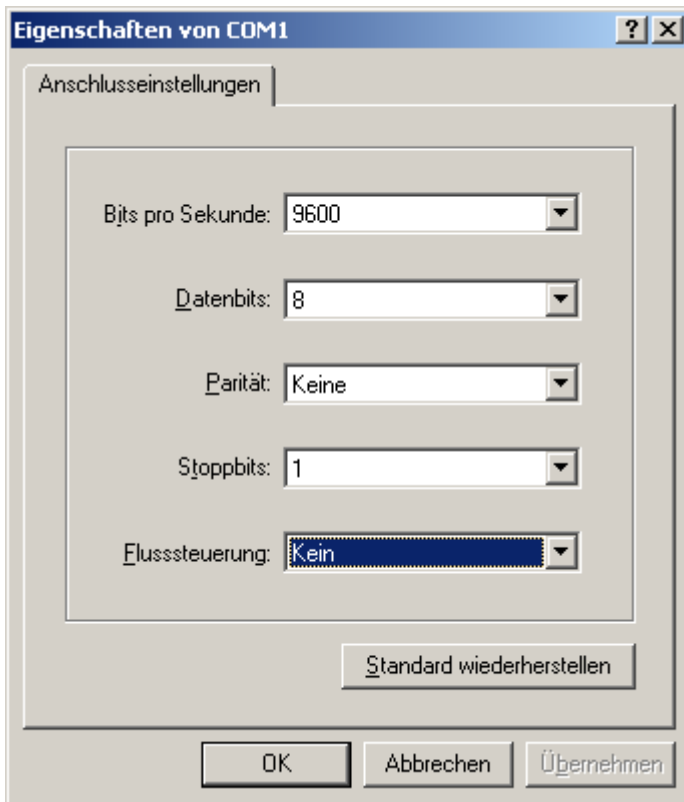 Eigenschaften von COM1
Anschlusseinstellungen
Bits pro Sekunde: 9600
Datenbits: 8
Parität: Keine
Stoppbits: 1
Flusssteuerung: Kein
Standard wiederherstellen
OK Abbrechen Übernehmen